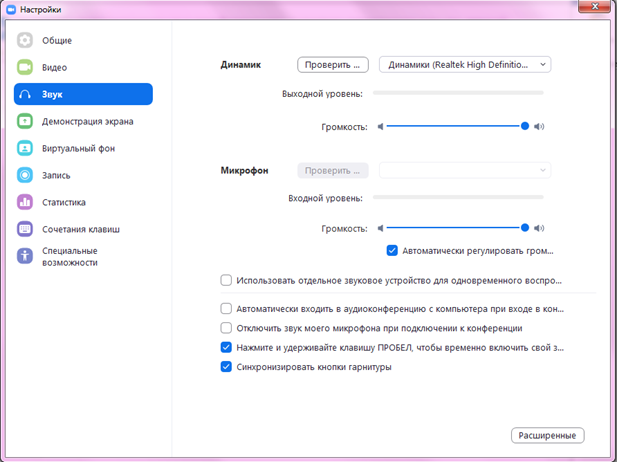 Настройки
Общие
Видео
Звук
Демонстрация экрана
Виртуальный фон
Запись
Статистика
Сочетания клавиш
Специальные
возможности
Динамик
Проверить ...
Динамики (Realtek High Definitio...
Выходной уровень:
Громкость:
Микрофон
Проверить ...
Входной уровень:
Громкость:
Автоматически регулировать гром...
Использовать отдельное звуковое устройство для одновременного воспро...
Автоматически входить в аудиоконференцию с компьютера при входе в кон...
Отключить звук моего микрофона при подключении к конференции
Нажмите и удерживайте клавишу ПРОБЕЛ, чтобы временно включить свой з...
Синхронизировать кнопки гарнитуры
Расширенные